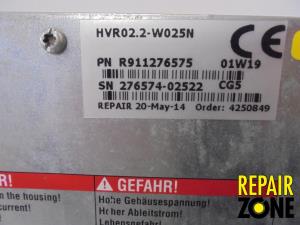 HVR02.2-W025N
CE
PN R911276575 01W19
SN 276574-02522 CG5
REPAIR 20-May-14 Order: 4250849
R!
GEFAHR!
in the housing!
Hohe Gehäusespannung!
current!
Hoher Ableitstrom!
REPAIR
ZONE